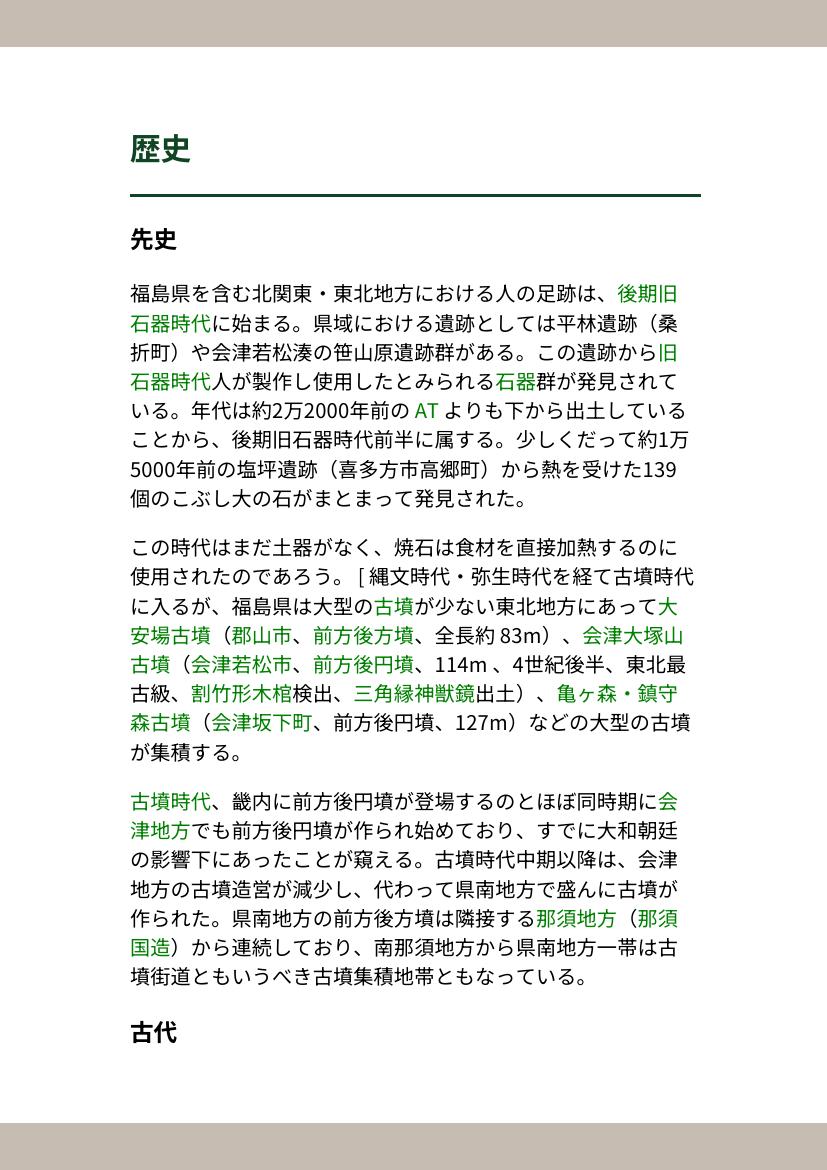 歴史
先史
福島県を含む北関東・東北地方における人の足跡は、後期旧
石器時代に始まる。県域における遺跡としては平林遺跡（桑
折町）や会津若松湊の笹山原遺跡群がある。この遺跡から旧
石器時代人が製作し使用したとみられる石器群が発見されて
いる。年代は約2万2000年前の AT よりも下から出土している
ことから、後期旧石器時代前半に属する。少しくだって約1万
5000年前の塩坪遺跡（喜多方市高郷町）から熱を受けた139
個のこぶし大の石がまとまって発見された。
この時代はまだ土器がなく、焼石は食材を直接加熱するのに
使用されたのであろう。 [ 縄文時代・弥生時代を経て古墳時代
に入るが、福島県は大型の古墳が少ない東北地方にあって大
安場古墳（郡山市、前方後方墳、全長約 83m）、会津大塚山
古墳（会津若松市、前方後円墳、114m 、4世紀後半、東北最
古級、割竹形木棺検出、三角縁神獣鏡出土）、亀ヶ森・鎮守
森古墳（会津坂下町、前方後円墳、127m）などの大型の古墳
が集積する。
古墳時代、畿内に前方後円墳が登場するのとほぼ同時期に会
津地方でも前方後円墳が作られ始めており、すでに大和朝廷
の影響下にあったことが窺える。古墳時代中期以降は、会津
地方の古墳造営が減少し、代わって県南地方で盛んに古墳が
作られた。県南地方の前方後方墳は隣接する那須地方（那須
国造）から連続しており、南那須地方から県南地方一帯は古
墳街道ともいうべき古墳集積地帯ともなっている。
古代